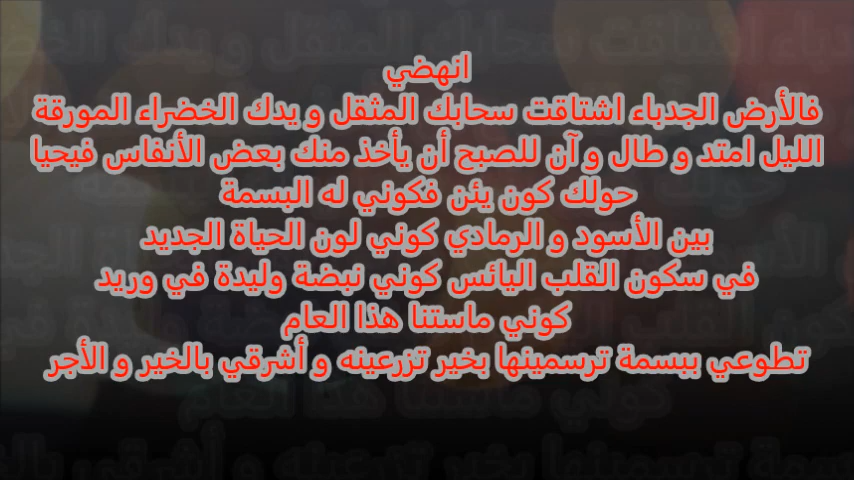 انهضي
فالأرض الجدباء اشتاقت سحابك المثقل و يدك الخضراء المورقة
الليل امتد و طال و آن للصبح أن يأخذ منك بعض الأنفاس فيحيا
حولك كون يئن فكوني له البسمة
بين الأسود و الرمادي كوني لون الحياة الجديد
في سكون القلب اليائس كوني نبضة وليدة في وريد
كوني ماستنا هذا العام
تطوعي ببسمة ترسمينها بخير تزرعينه و أشرقي بالخير و الأجر